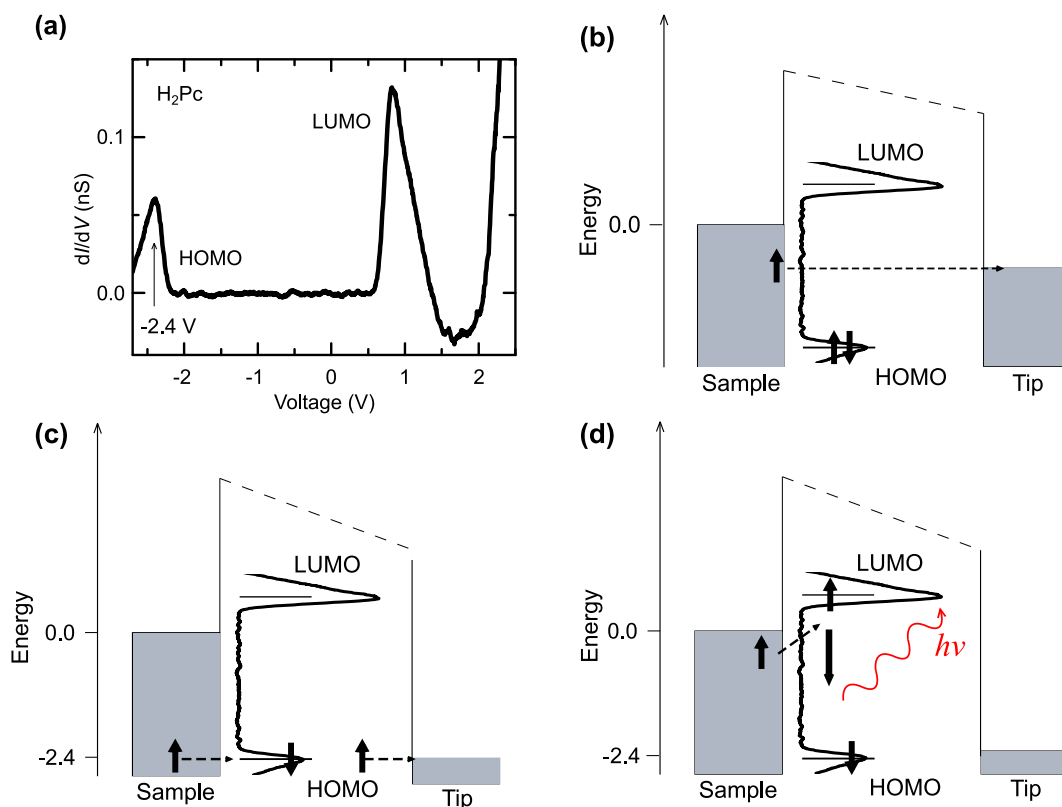 (a)
H₂Pc
LUMO
HOMO
-2.4 V
0.1
0.0
dI/dV (nS)
-2 -1 0 1 2
Voltage (V)
(b)
Energy
0.0
LUMO
HOMO
Sample
Tip
(c)
Energy
0.0
-2.4
LUMO
HOMO
Sample
Tip
(d)
Energy
0.0
-2.4
LUMO
hν
HOMO
Sample
Tip